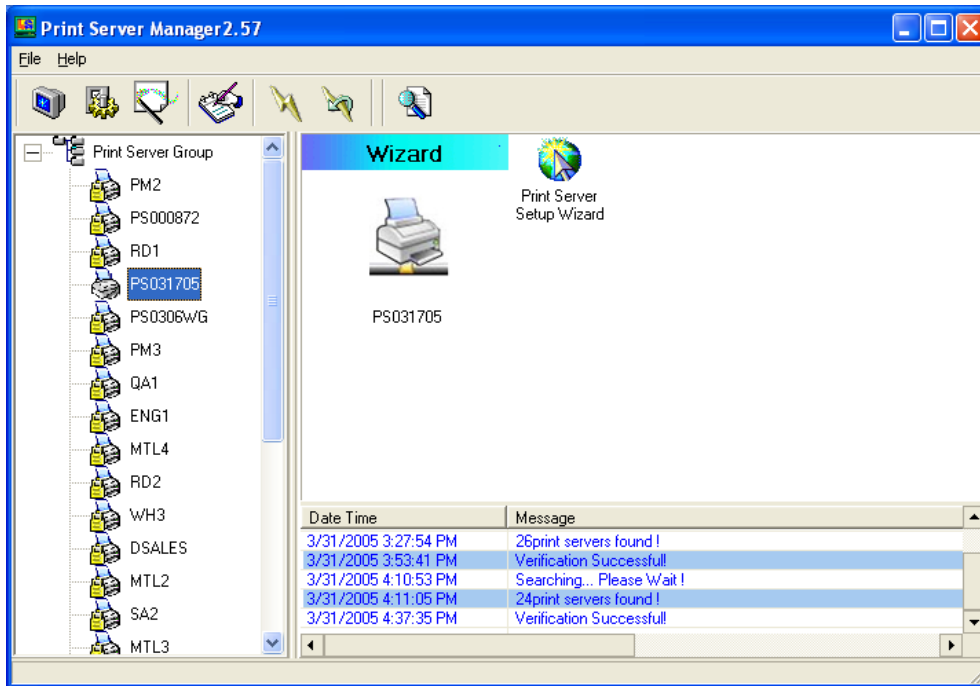 Print Server Manager2.57
File Help
Print Server Group
PM2
PS000872
RD1
PS031705
PS0306WG
PM3
QA1
ENG1
MTL4
RD2
WH3
DSALES
MTL2
SA2
MTL3
Wizard
PS031705
Print Server
Setup Wizard
Date Time Message
3/31/2005 3:27:54 PM 26print servers found !
3/31/2005 3:53:41 PM Verification Successful!
3/31/2005 4:10:53 PM Searching... Please Wait !
3/31/2005 4:11:05 PM 24print servers found !
3/31/2005 4:37:35 PM Verification Successful!